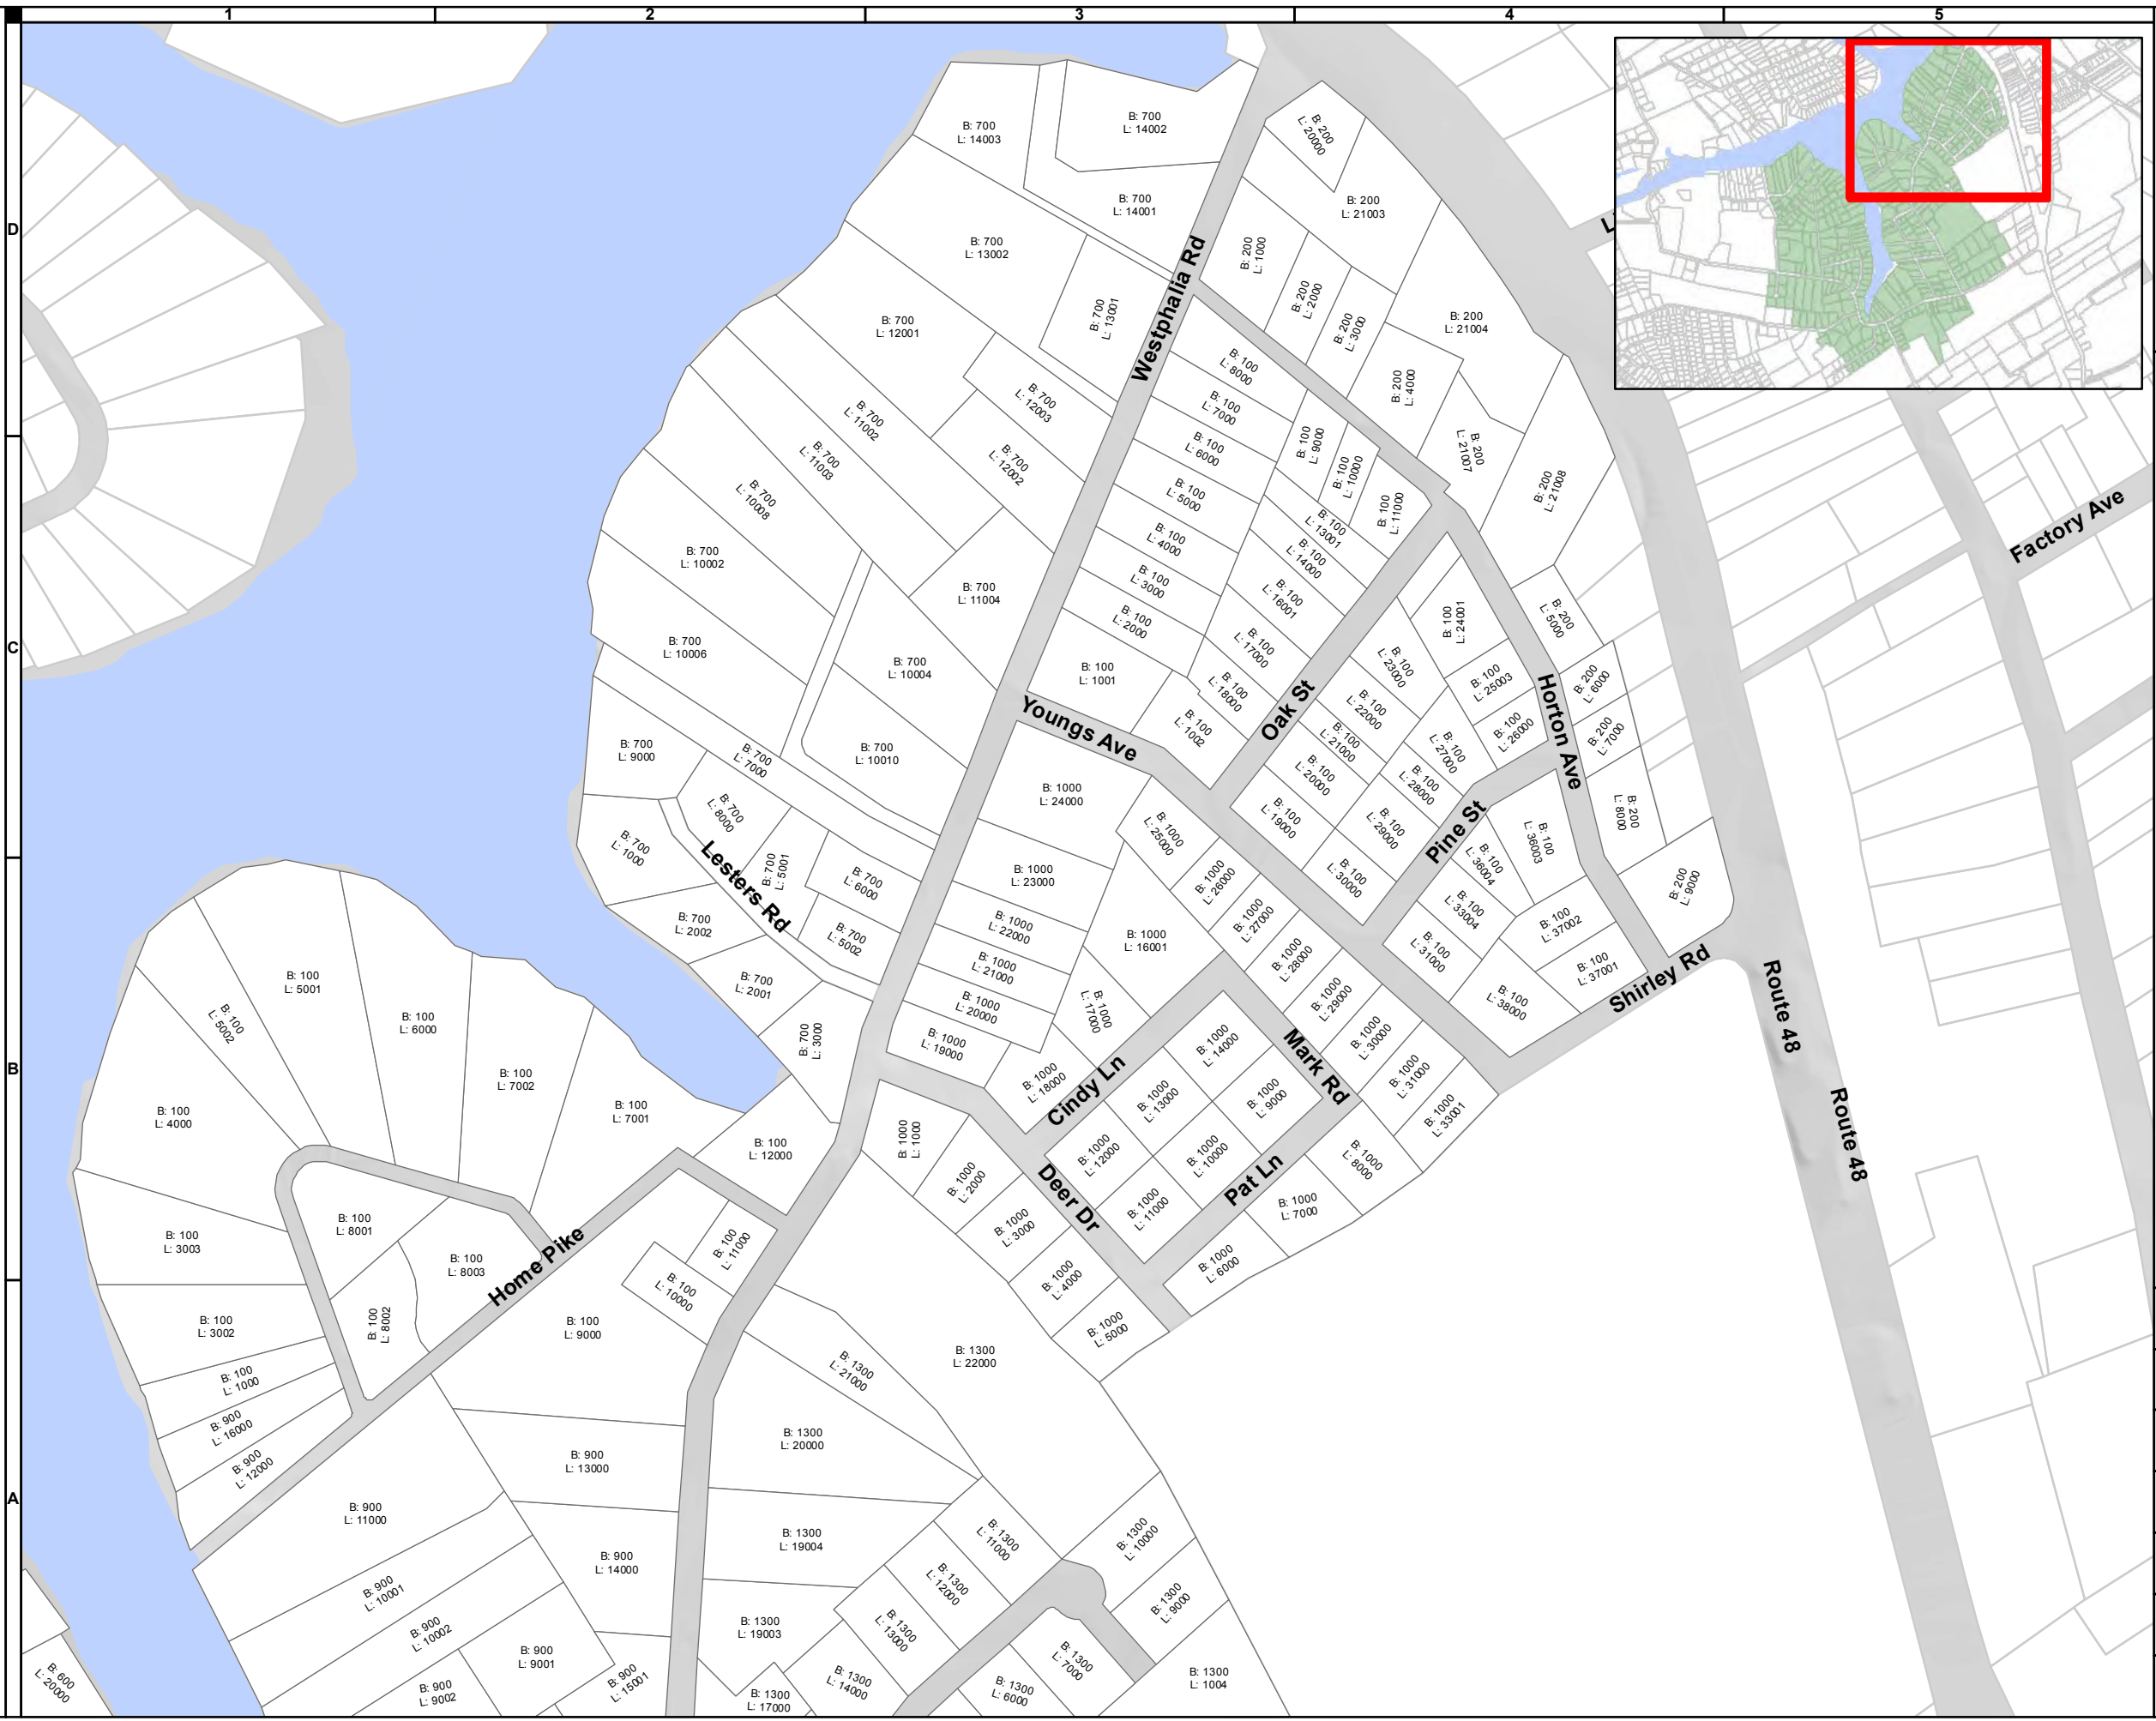 1
2
3
4
5
D
C
B
A
B: 700
L: 14003
B: 700
L: 14002
B: 700
L: 14001
B: 700
L: 13002
B: 700
L: 13001
B: 700
L: 12001
B: 700
L: 12003
B: 700
L: 12002
B: 700
L: 11002
B: 700
L: 11003
B: 700
L: 11004
B: 700
L: 10008
B: 700
L: 10002
B: 700
L: 10006
B: 700
L: 10004
B: 700
L: 10010
B: 700
L: 9000
B: 700
L: 7000
B: 700
L: 8000
B: 700
L: 1000
B: 700
L: 5001
B: 700
L: 6000
B: 700
L: 5002
B: 700
L: 2002
B: 700
L: 2001
B: 700
L: 3000
Lesters Rd
Westphalia Rd
B: 200
L: 20000
B: 200
L: 21003
B: 200
L: 1000
B: 200
L: 2000
B: 200
L: 3000
B: 200
L: 21004
B: 200
L: 4000
B: 200
L: 21007
B: 200
L: 21008
B: 200
L: 5000
B: 200
L: 6000
B: 200
L: 7000
B: 200
L: 8000
B: 200
L: 9000
B: 100
L: 8000
B: 100
L: 7000
B: 100
L: 6000
B: 100
L: 5000
B: 100
L: 4000
B: 100
L: 3000
B: 100
L: 2000
B: 100
L: 1001
B: 100
L: 1002
B: 100
L: 9000
B: 100
L: 10000
B: 100
L: 11000
B: 100
L: 13001
B: 100
L: 14000
B: 100
L: 16001
B: 100
L: 17000
B: 100
L: 18000
Youngs Ave
Oak St
Horton Ave
Pine St
B: 100
L: 24001
B: 100
L: 23000
B: 100
L: 25003
B: 100
L: 22000
B: 100
L: 26000
B: 100
L: 21000
B: 100
L: 27000
B: 100
L: 20000
B: 100
L: 28000
B: 100
L: 19000
B: 100
L: 29000
B: 100
L: 30000
B: 100
L: 36003
B: 100
L: 36004
B: 100
L: 33004
B: 100
L: 37002
B: 100
L: 31000
B: 100
L: 37001
B: 100
L: 38000
Shirley Rd
Route 48
Route 48
Factory Ave
B: 1000
L: 24000
B: 1000
L: 25000
B: 1000
L: 23000
B: 1000
L: 26000
B: 1000
L: 22000
B: 1000
L: 27000
B: 1000
L: 16001
B: 1000
L: 21000
B: 1000
L: 28000
B: 1000
L: 20000
B: 1000
L: 17000
B: 1000
L: 29000
B: 1000
L: 19000
B: 1000
L: 30000
B: 1000
L: 18000
B: 1000
L: 14000
B: 1000
L: 31000
B: 1000
L: 13000
B: 1000
L: 9000
B: 1000
L: 33001
B: 1000
L: 12000
B: 1000
L: 10000
B: 1000
L: 8000
B: 1000
L: 11000
B: 1000
L: 7000
B: 1000
L: 6000
B: 1000
L: 1000
B: 1000
L: 2000
B: 1000
L: 3000
B: 1000
L: 4000
B: 1000
L: 5000
Cindy Ln
Mark Rd
Deer Dr
Pat Ln
B: 100
L: 5001
B: 100
L: 5002
B: 100
L: 6000
B: 100
L: 7002
B: 100
L: 7001
B: 100
L: 4000
B: 100
L: 12000
B: 100
L: 3003
B: 100
L: 8001
B: 100
L: 8003
B: 100
L: 11000
B: 100
L: 10000
B: 100
L: 3002
B: 100
L: 8002
B: 100
L: 9000
B: 100
L: 1000
Home Pike
B: 900
L: 16000
B: 900
L: 12000
B: 900
L: 11000
B: 900
L: 13000
B: 900
L: 14000
B: 900
L: 10001
B: 900
L: 10002
B: 900
L: 9001
B: 900
L: 9002
B: 900
L: 15001
B: 600
L: 20000
B: 1300
L: 22000
B: 1300
L: 21000
B: 1300
L: 20000
B: 1300
L: 19004
B: 1300
L: 19003
B: 1300
L: 11000
B: 1300
L: 12000
B: 1300
L: 13000
B: 1300
L: 14000
B: 1300
L: 17000
B: 1300
L: 10000
B: 1300
L: 9000
B: 1300
L: 7000
B: 1300
L: 6000
B: 1300
L: 1004